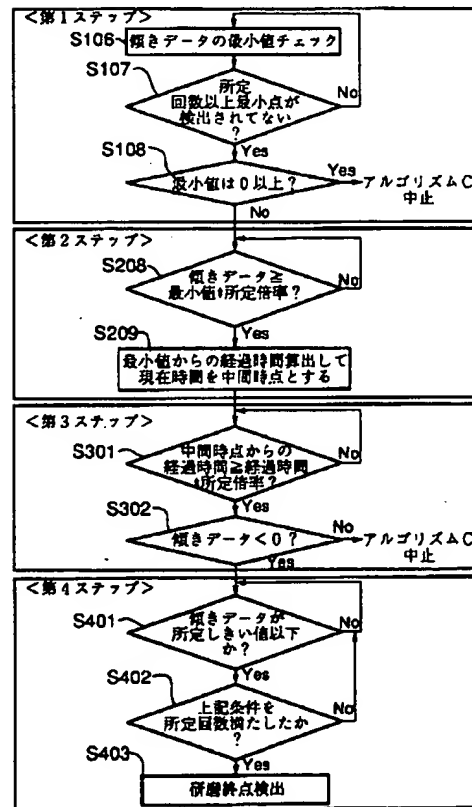 <第1ステップ>
S106
傾きデータの最小値チェック
S107
所定
回数以上最小点が
検出されてない
?
No
Yes
S108
最小値は0以上?
Yes
アルゴリズムC
中止
No
<第2ステップ>
S208
傾きデータ≧
最小値*所定倍率?
No
Yes
S209
最小値からの経過時間算出して
現在時間を中間時点とする
<第3ステップ>
S301
中間時点からの
経過時間≧経過時間
*所定倍率?
No
Yes
S302
傾きデータ<0?
No
アルゴリズムC
中止
Yes
<第4ステップ>
S401
傾きデータが
所定しきい値以下
か?
No
Yes
S402
上記条件を
所定回数満たしたか
?
No
Yes
S403
研磨終点検出